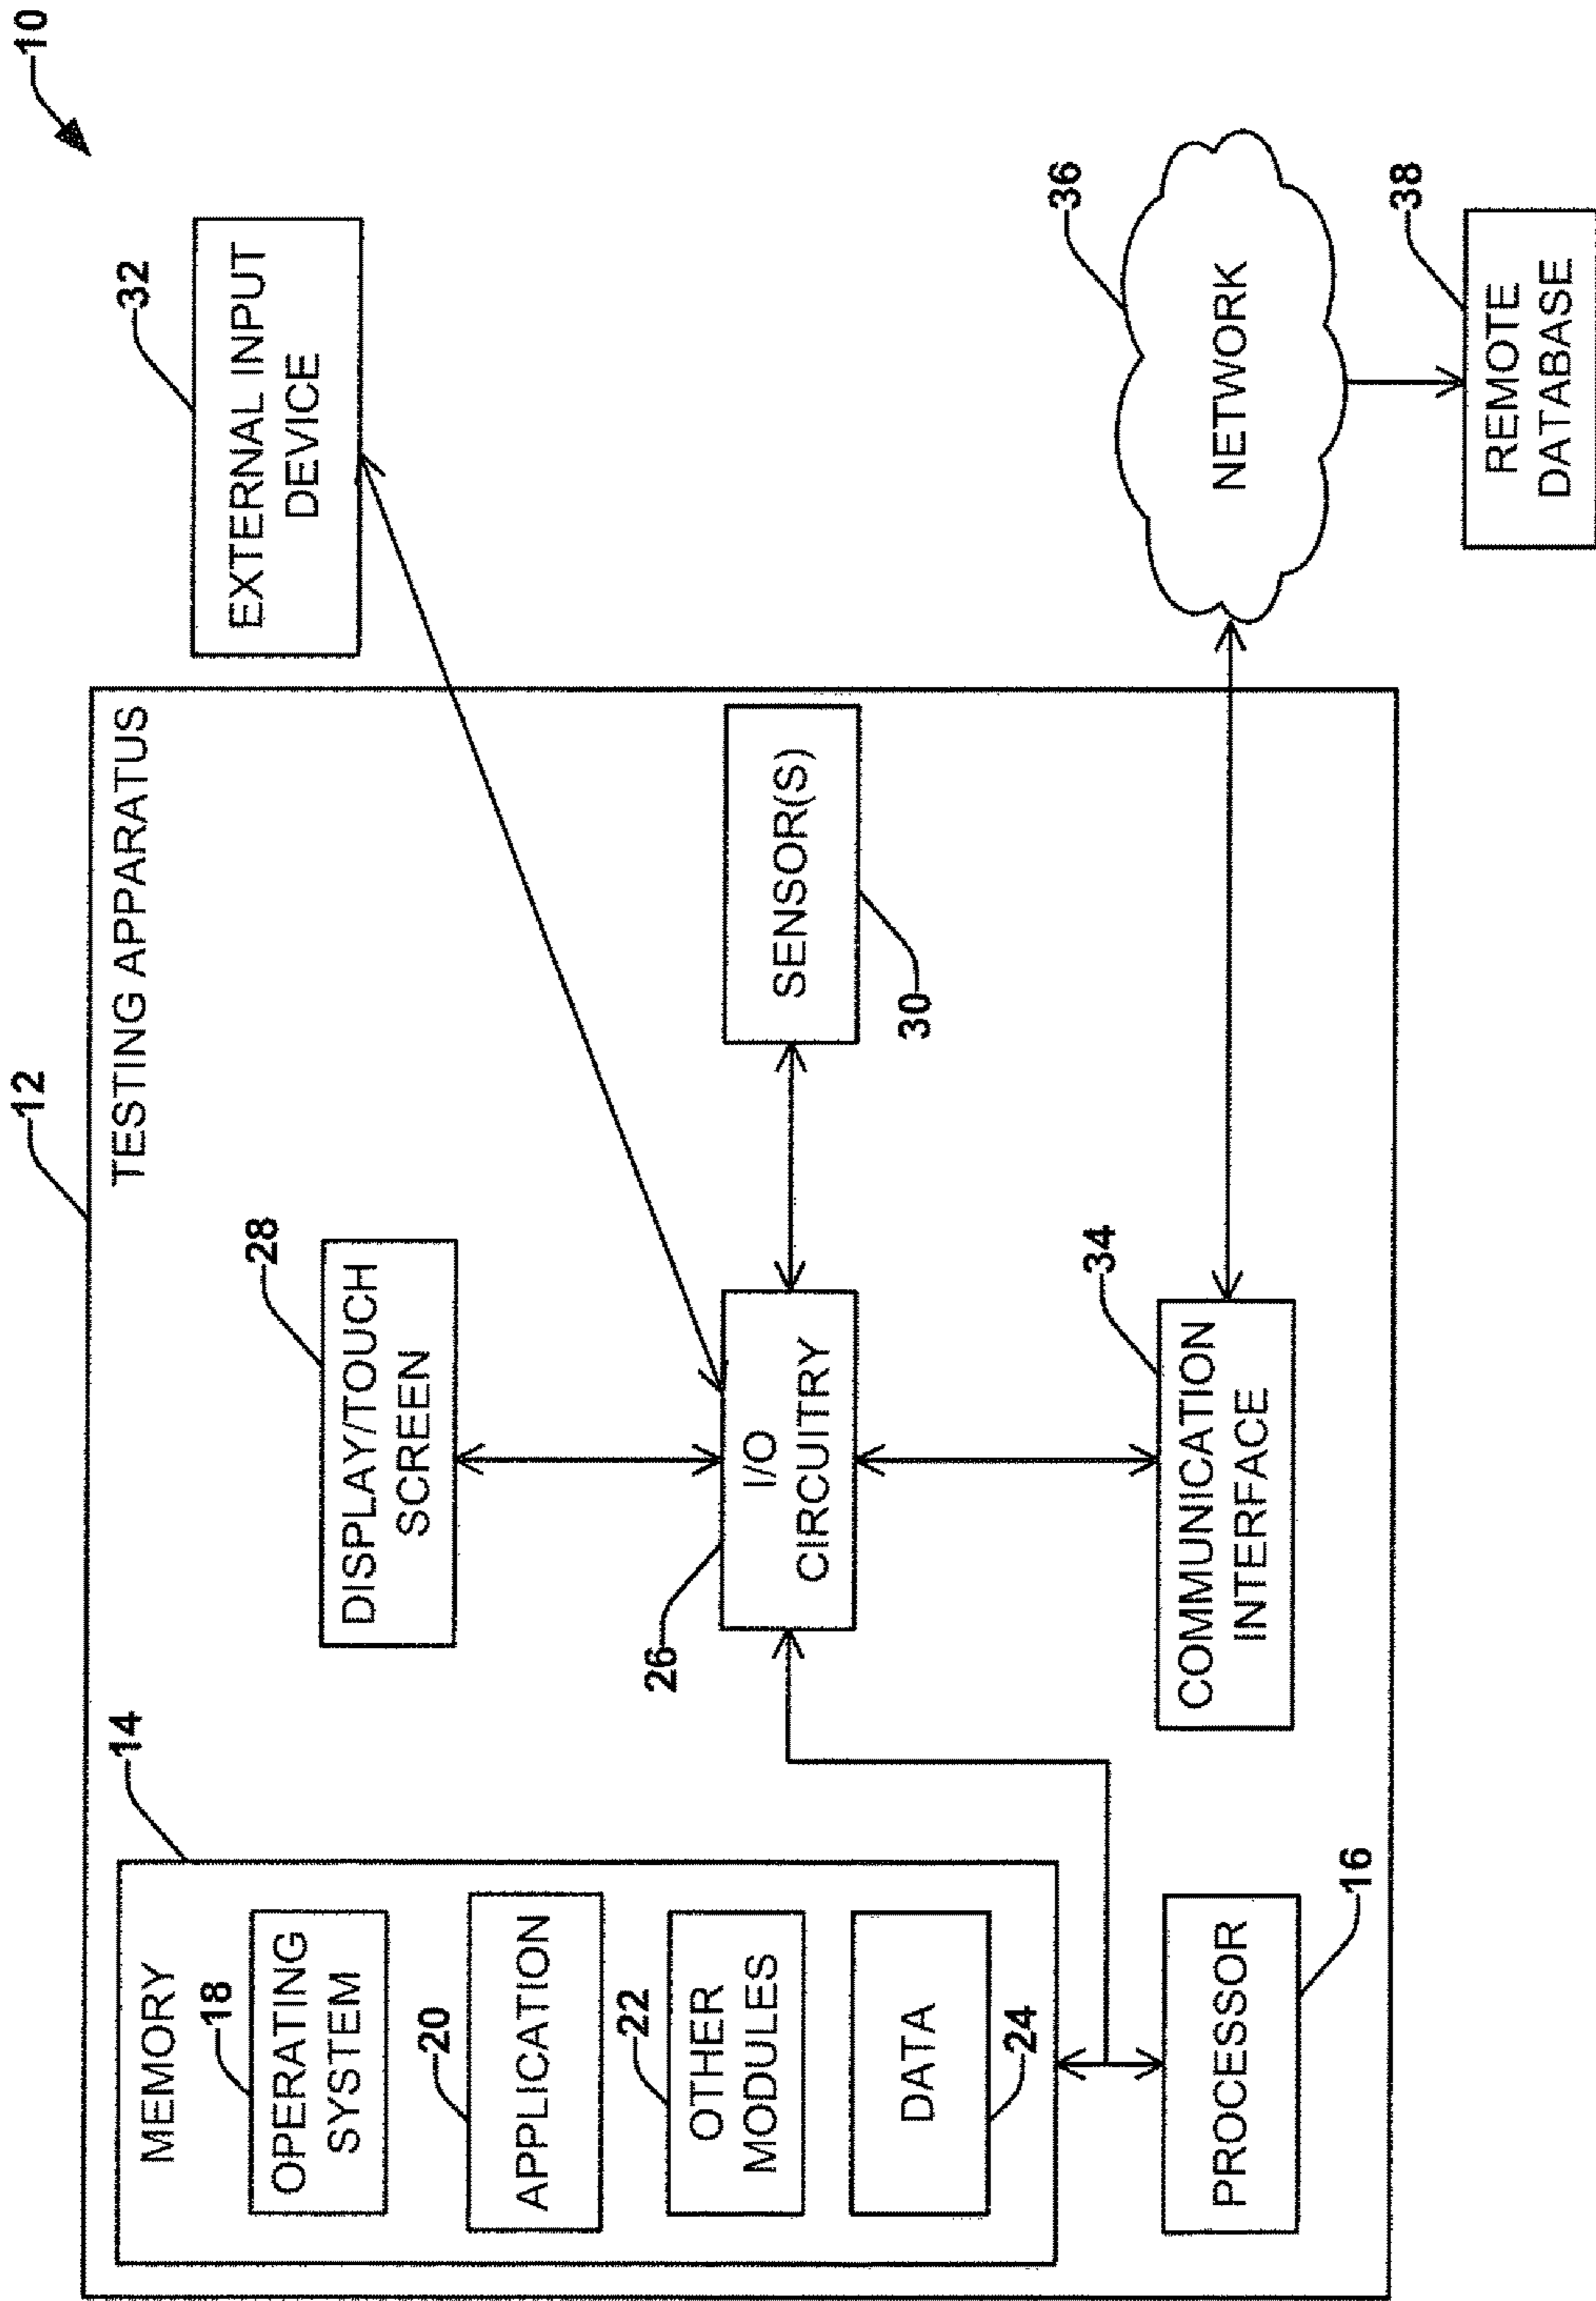 10
12
TESTING APPARATUS
14
MEMORY
18
OPERATING
SYSTEM
20
APPLICATION
22
OTHER
MODULES
DATA
24
PROCESSOR
16
28
DISPLAY/TOUCH
SCREEN
26
I/O
CIRCUITRY
SENSOR(S)
30
34
COMMUNICATION
INTERFACE
32
EXTERNAL INPUT
DEVICE
36
NETWORK
38
REMOTE
DATABASE